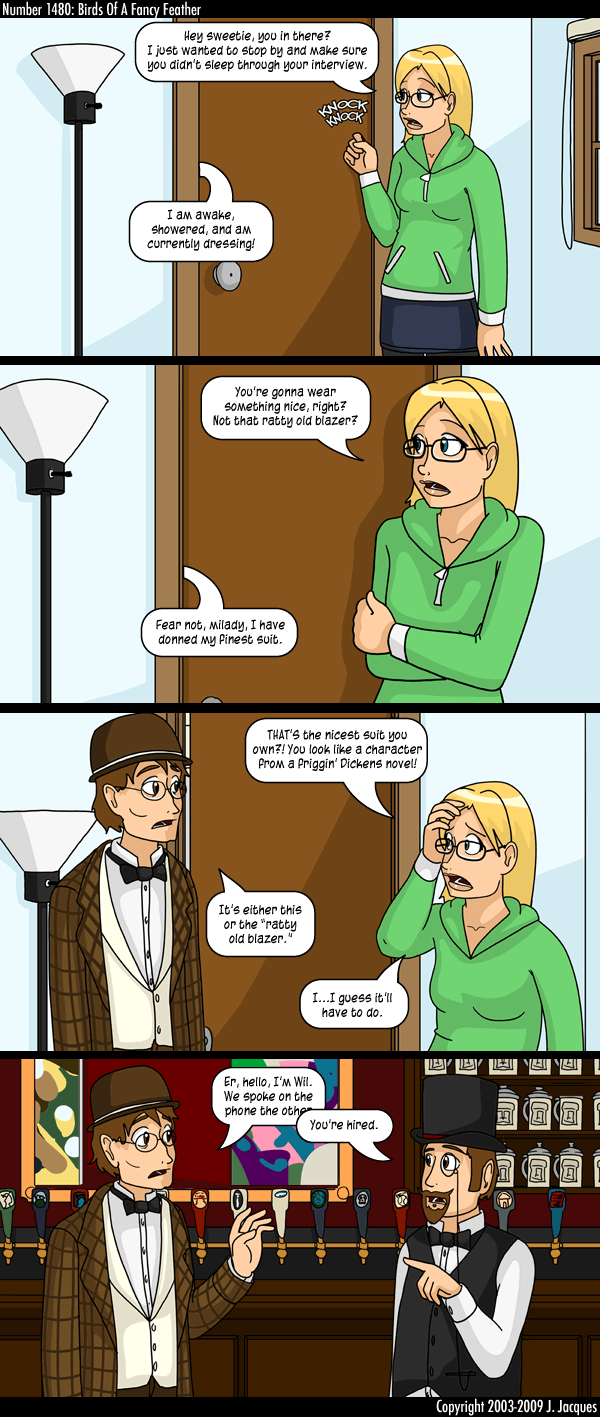 Number 1480: Birds Of A Fancy Feather
Hey sweetie, you in there?
I just wanted to stop by and make sure
you didn't sleep through your interview.
KNOCK
KNOCK
I am awake,
showered, and am
currently dressing!
You're gonna wear
something nice, right?
Not that ratty old blazer?
Fear not, milady, I have
donned my finest suit.
THAT'S the nicest suit you
own?! You look like a character
from a friggin' Dickens novel!
It's either this
or the "ratty
old blazer."
I...I guess it'll
have to do.
Er, hello, I'm Wil.
We spoke on the
phone the other
You're hired.
Copyright 2003-2009 J. Jacques